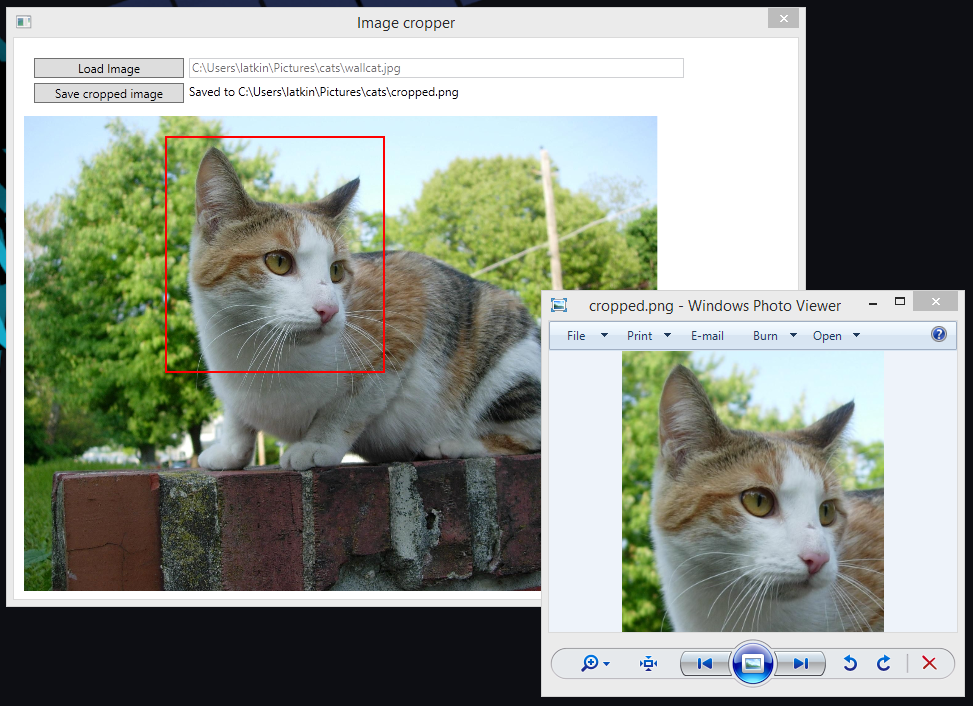 Image cropper
Load Image
C:\Users\latkin\Pictures\cats\wallcat.jpg
Save cropped image
Saved to C:\Users\latkin\Pictures\cats\cropped.png
cropped.png - Windows Photo Viewer
File Print E-mail Burn Open